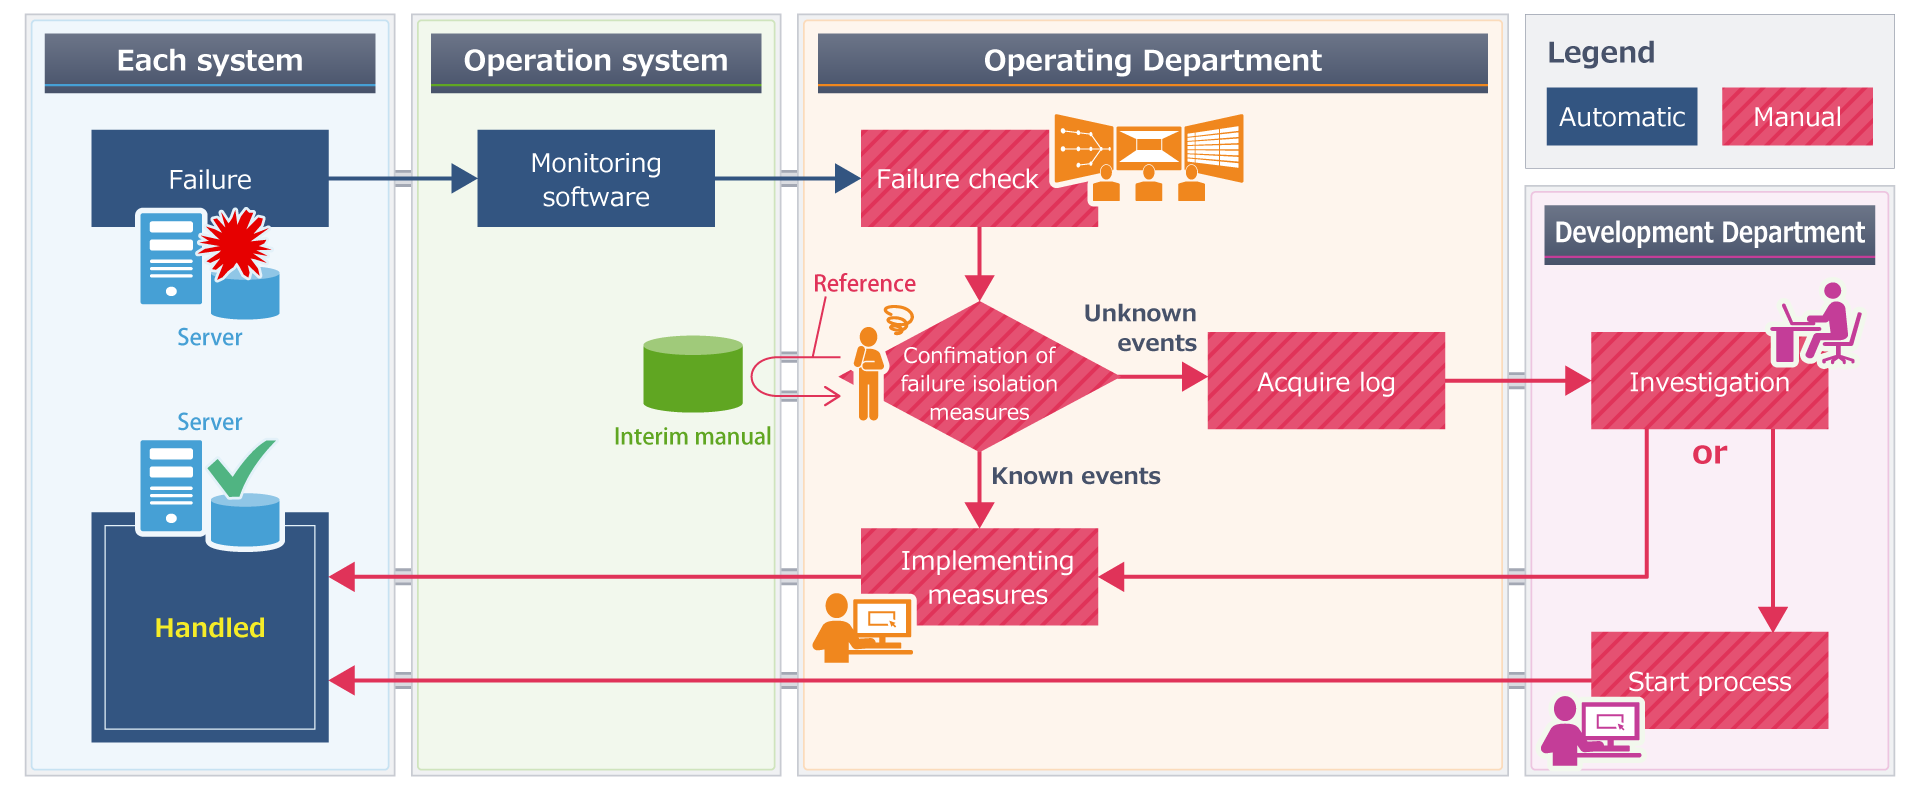 Each system
Operation system
Operating Department
Legend
Automatic
Manual
Failure
Monitoring
software
Failure check
Development Department
Server
Reference
Unknown
events
Confimation of
failure isolation
measures
Acquire log
Investigation
Interim manual
or
Server
Known events
Implementing
measures
Handled
Start process